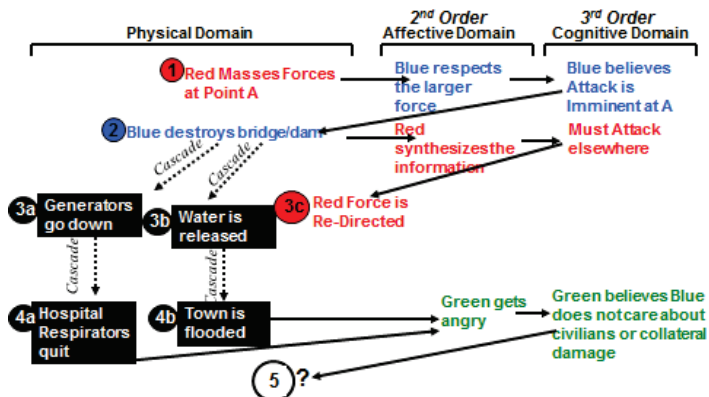 2nd Order
3rd Order
Physical Domain
Affective Domain
Cognitive Domain
1
Red Masses Forces
at Point A
Blue respects
the larger
force
Blue believes
Attack is
Imminent at A
2
Blue destroys bridge/dam
Red
synthesizesthe
information
Must Attack
elsewhere
Cascade
Cascade
3a
Generators
go down
3b
Water is
released
3c
Red Force is
Re-Directed
Cascade
Cascade
4a
Hospital
Respirators
quit
4b
Town is
flooded
Green gets
angry
Green believes Blue
does not care about
civilians or collateral
damage
5
?